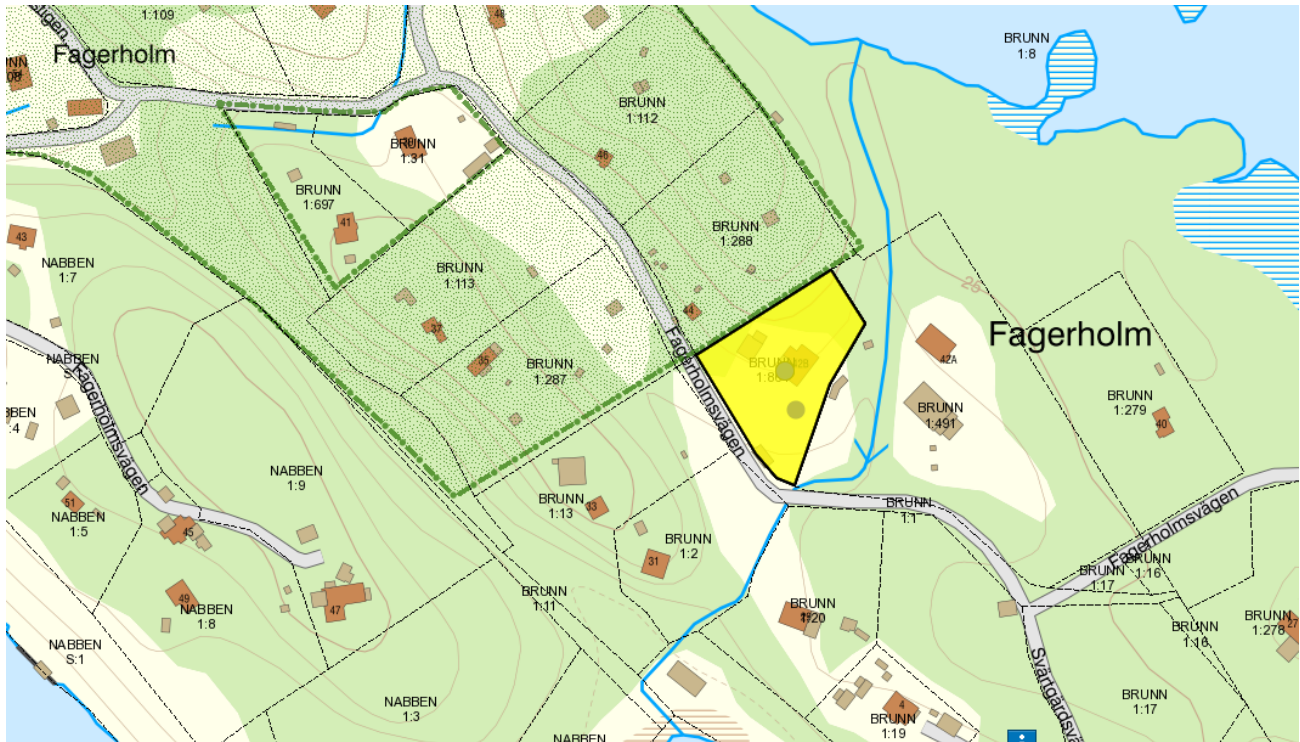 1:109
Fagerholm
48
BRUNN
1:8
BRUNN
1:112
BRUNN
1:31
46
BRUNN
1:697
41
BRUNN
1:288
43
NABBEN
1:7
BRUNN
1:113
26
44
37
Fagerholm
42A
35
BRUNN
1:287
BRUNN
NABBEN
Fagerholmsvägen
Fagerholmsvägen
BRUNN
1:279
40
BRUNN
1:491
NABBEN
1:9
51
NABBEN
1:5
45
BRUNN
1:13
33
BRUNN
1:1
BRUNN
1:2
31
Fagerholmsvägen
BRUNN
1:17
BRUNN
1:16
49
NABBEN
1:8
47
BRUNN
1:11
BRUNN
1:20
BRUNN
1:16
BRUNN
1:278
27
NABBEN
S:1
NABBEN
1:3
4
BRUNN
1:19
BRUNN
1:17
NABBEN